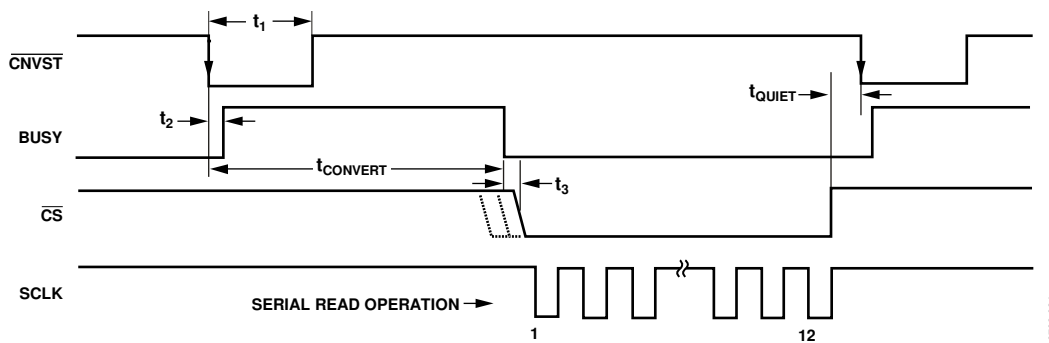 t1
CNVST
tQUIET
t2
BUSY
tCONVERT
t3
CS
SCLK
SERIAL READ OPERATION
1
12